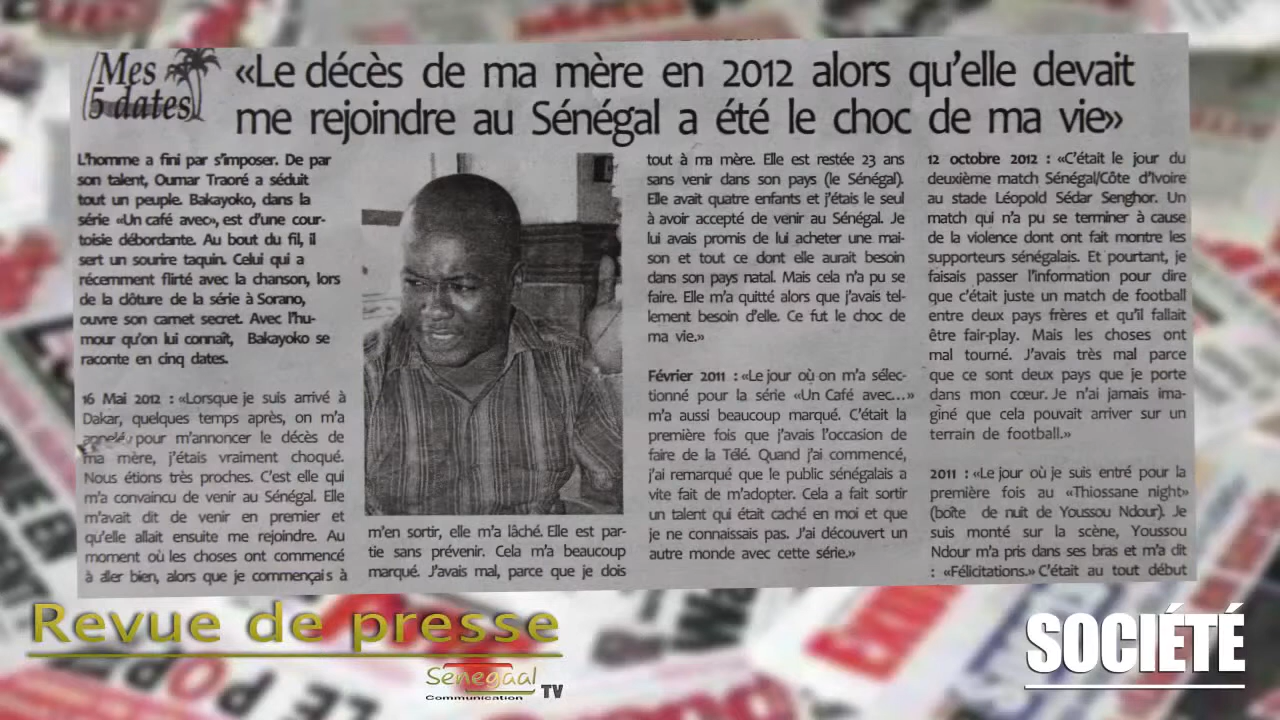 Mes
5 dates
«Le décès de ma mère en 2012 alors qu'elle devait
me rejoindre au Sénégal a été le choc de ma vie»
L'homme a fini par s'imposer. De par
son talent, Oumar Traoré a séduit
tout un peuple. Bakayoko, dans la
série «Un café avec», est d'une cour-
toisie débordante. Au bout du fil, il
sert un sourire taquin. Celui qui a
récemment flirté avec la chanson, lors
de la dôture de la série à Sorano,
ouvre son carnet secret. Avec l'hu-
mour qu'on lui connaît, Bakayoko se
raconte en cinq dates.
16 Mai 2012 : «Lorsque je suis arrivé à
Dakar, quelques temps après, on m'a
appelé pour m'annoncer le décès de
ma mère, j'étais vraiment choqué.
Nous étions très proches. C'est elle qui
m'a convaincu de venir au Sénégal. Elle
m'avait dit de venir en premier et
qu'elle allait ensuite me rejoindre. Au
moment où les choses ont commencé
à aller bien, alors que je commençais à
m'en sortir, elle m'a lâché. Elle est par-
tie sans prévenir. Cela m'a beaucoup
marqué. J'avais mal, parce que je dois
tout à ma mère. Elle est restée 23 ans
sans venir dans son pays (le Sénégal).
Elle avait quatre enfants et j'étais le seul
à avoir accepté de venir au Sénégal. Je
lui avais promis de lui acheter une mai-
son et tout ce dont elle aurait besoin
dans son pays natal. Mais cela n'a pu se
faire. Elle m'a quitté alors que j'avais tel-
lement besoin d'elle. Ce fut le choc de
ma vie.»
Février 2011 : «Le jour où on m'a sélec-
tionné pour la série «Un Café avec...»
m'a aussi beaucoup marqué. C'était la
première fois que j'avais l'occasion de
faire de la Télé. Quand j'ai commencé,
j'ai remarqué que le public sénégalais a
vite fait de m'adopter. Cela a fait sortir
un talent qui était caché en moi et que
je ne connaissais pas. J'ai découvert un
autre monde avec cette série.»
12 octobre 2012 : «C'était le jour du
deuxième match Sénégal/Côte d'Ivoire
au stade Léopold Sédar Senghor. Un
match qui n'a pu se terminer à cause
de la violence dont ont fait montre les
supporteurs sénégalais. Et pourtant, je
faisais passer l'information pour dire
que c'était juste un match de football
entre deux pays frères et qu'il fallait
être fair-play. Mais les choses ont
mal tourné. J'avais très mal parce
que ce sont deux pays que je porte
dans mon cœur. Je n'ai jamais ima-
giné que cela pouvait arriver sur un
terrain de football.»
2011 : «Le jour où je suis entré pour la
première fois au «Thiossane night»
(boîte de nuit de Youssou Ndour). Je
suis monté sur la scène, Youssou
Ndour m'a pris dans ses bras et m'a dit
: «Félicitations.» C'était au tout début
Revue de presse
Sénégaal
Communication TV
SOCIÉTÉ